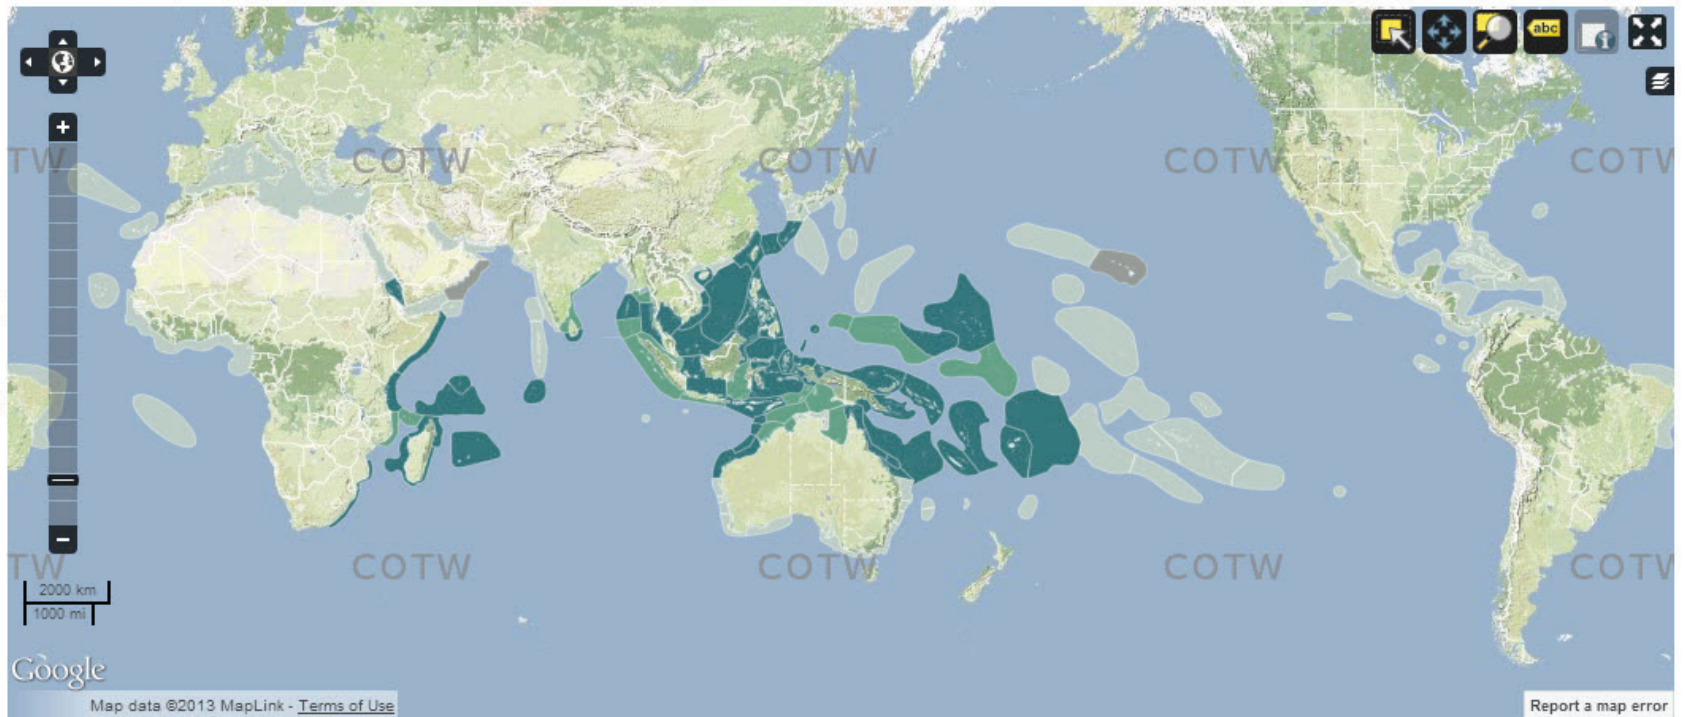 abc
TW COTW COTW COTW COTW
TW COTW COTW COTW COTW
2000 km
1000 mi
Google
Map data ©2013 MapLink - Terms of Use
Report a map error